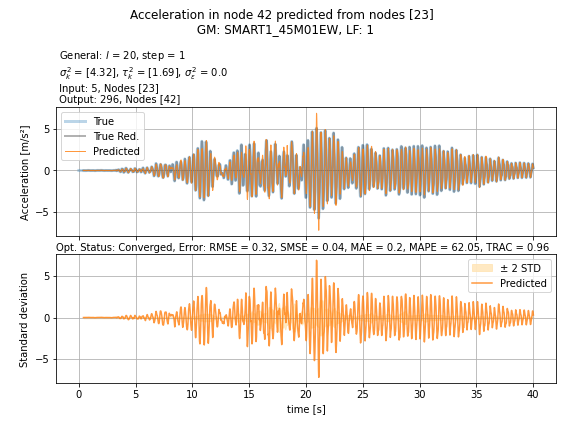 Acceleration in node 42 predicted from nodes [23]
GM: SMART1_45M01EW, LF: 1
General: l = 20, step = 1
σ²ₖ = [4.32], τ²ₖ = [1.69], σ²ε = 0.0
Input: 5, Nodes [23]
Output: 296, Nodes [42]
True
True Red.
Predicted
Acceleration [m/s²]
5
0
−5
Opt. Status: Converged, Error: RMSE = 0.32, SMSE = 0.04, MAE = 0.2, MAPE = 62.05, TRAC = 0.96
± 2 STD
Predicted
Standard deviation
5
0
−5
0 5 10 15 20 25 30 35 40
time [s]